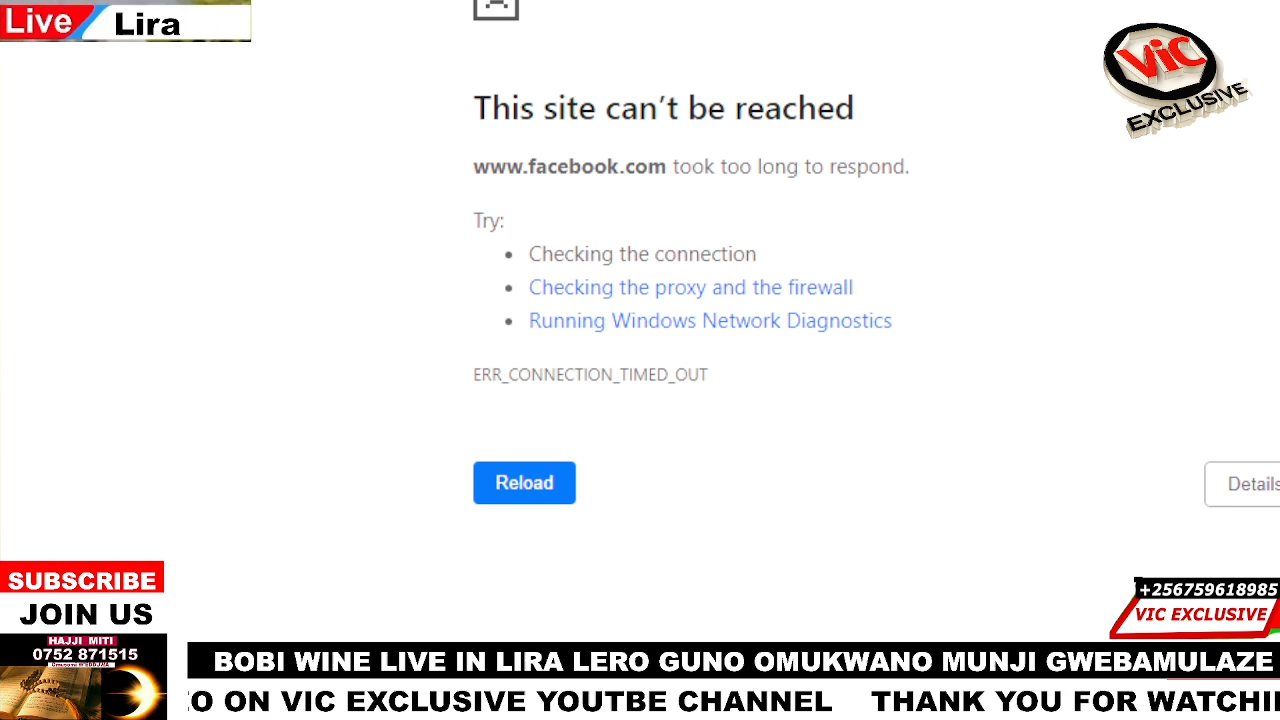 Live Lira
ViC
EXCLUSIVE
This site can't be reached
www.facebook.com took too long to respond.
Try:
Checking the connection
Checking the proxy and the firewall
Running Windows Network Diagnostics
ERR_CONNECTION_TIMED_OUT
Reload
Details
SUBSCRIBE
JOIN US
HAJJI MITI
0752 871515
+256759618985
VIC EXCLUSIVE
BOBI WINE LIVE IN LIRA LERO GUNO OMUKWANO MUNJI GWEBAMULAZE
EO ON VIC EXCLUSIVE YOUTBE CHANNEL THANK YOU FOR WATCHI